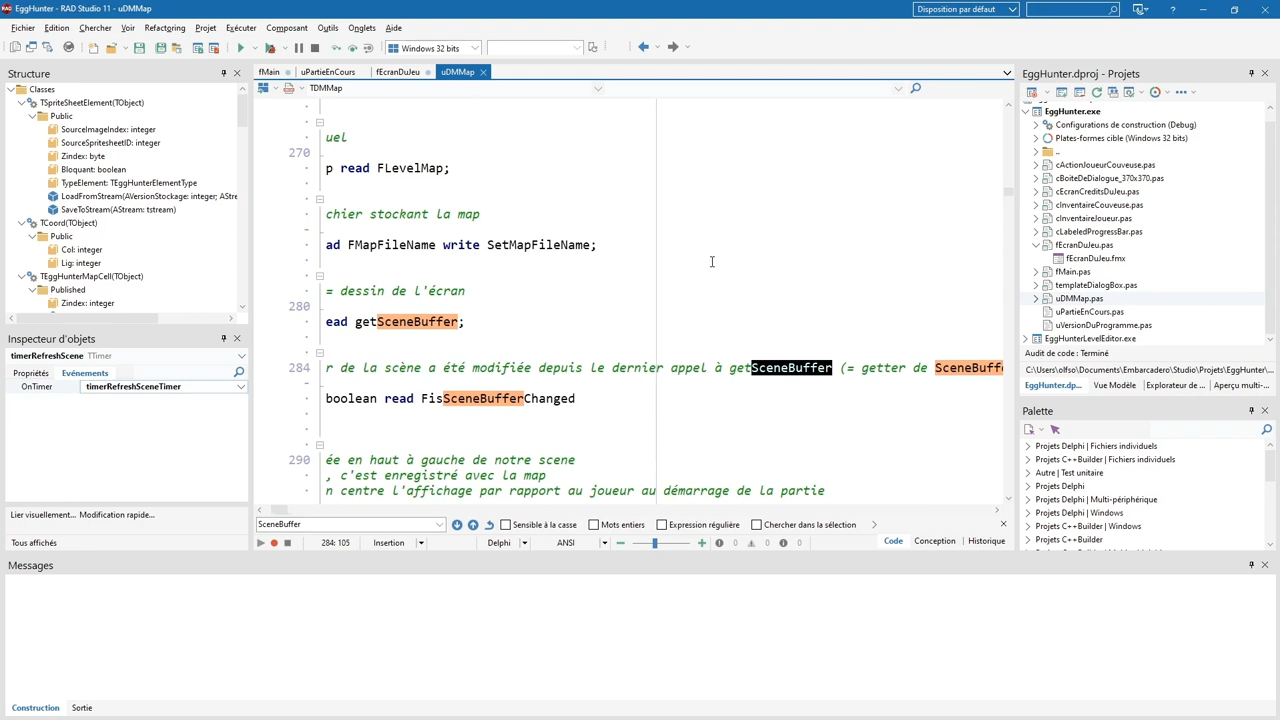 EggHunter - RAD Studio 11 - uDMMap
Disposition par défaut
Fichier Edition Chercher Voir Refactoring Projet Exécuter Composant Outils Onglets Aide
Windows 32 bits
Structure
Classes
TSpriteSheetElement(TObject)
Public
SourceImageIndex: integer
SourceSpritesheetID: integer
Zindex: byte
Bloquant: boolean
TypeElement: TEggHunterElementType
LoadFromStream(AVersionStockage: integer; AStre
SaveToStream(AStream: tstream)
TCoord(TObject)
Public
Col: integer
Lig: integer
TEggHunterMapCell(TObject)
Published
Zindex: integer
Inspecteur d'objets
timerRefreshScene TTimer
Propriétés Evénements
OnTimer timerRefreshSceneTimer
Lier visuellement... Modification rapide...
Tous affichés
fMain uPartieEnCours fEcranDuJeu uDMMap
TDMMap
uel
270
p read FLevelMap;
chier stockant la map
ad FMapFileName write SetMapFileName;
= dessin de l'écran
280
ead getSceneBuffer;
284 r de la scène a été modifiée depuis le dernier appel à getSceneBuffer (= getter de SceneBuffe
boolean read FisSceneBufferChanged
290 ée en haut à gauche de notre scene
, c'est enregistré avec la map
n centre l'affichage par rapport au joueur au démarrage de la partie
SceneBuffer Sensible à la casse Mots entiers Expression régulière Chercher dans la sélection
284: 105 Insertion Delphi ANSI 0 0 0 Code Conception Historique
EggHunter.dproj - Projets
EggHunter.exe
Configurations de construction (Debug)
Plates-formes cible (Windows 32 bits)
..
cActionJoueurCouveuse.pas
cBoiteDeDialogue_370x370.pas
cEcranCreditsDuJeu.pas
cInventaireCouveuse.pas
cInventaireJoueur.pas
cLabeledProgressBar.pas
fEcranDuJeu.pas
fEcranDuJeu.fmx
fMain.pas
templateDialogBox.pas
uDMMap.pas
uPartieEnCours.pas
uVersionDuProgramme.pas
EggHunterLevelEditor.exe
Audit de code : Terminé
C:\Users\olfso\Documents\Embarcadero\Studio\Projets\EggHunter\...
EggHunter.dp... Vue Modèle Explorateur de ... Aperçu multi-...
Palette
Projets Delphi | Fichiers individuels
Projets C++Builder | Fichiers individuels
Autre | Test unitaire
Projets Delphi
Projets Delphi | Multi-périphérique
Projets Delphi | Windows
Projets C++Builder | Windows
Projets C++Builder
Messages
Construction Sortie